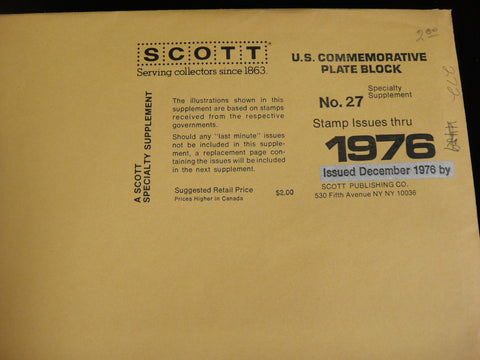 2.00
SCOTT
Serving collectors since 1863.
A SCOTT
SPECIALTY SUPPLEMENT
The illustrations shown in this
supplement are based on stamps
received from the respective
governments.
Should any "last minute" issues
not be included in this supple-
ment, a replacement page con-
taining the issues will be included
in the next supplement.
Suggested Retail Price $2.00
Prices Higher in Canada
U.S. COMMEMORATIVE
PLATE BLOCK
No. 27 Specialty
Supplement
Stamp Issues thru
1976
Issued December 1976 by
SCOTT PUBLISHING CO.
530 Fifth Avenue NY NY 10036